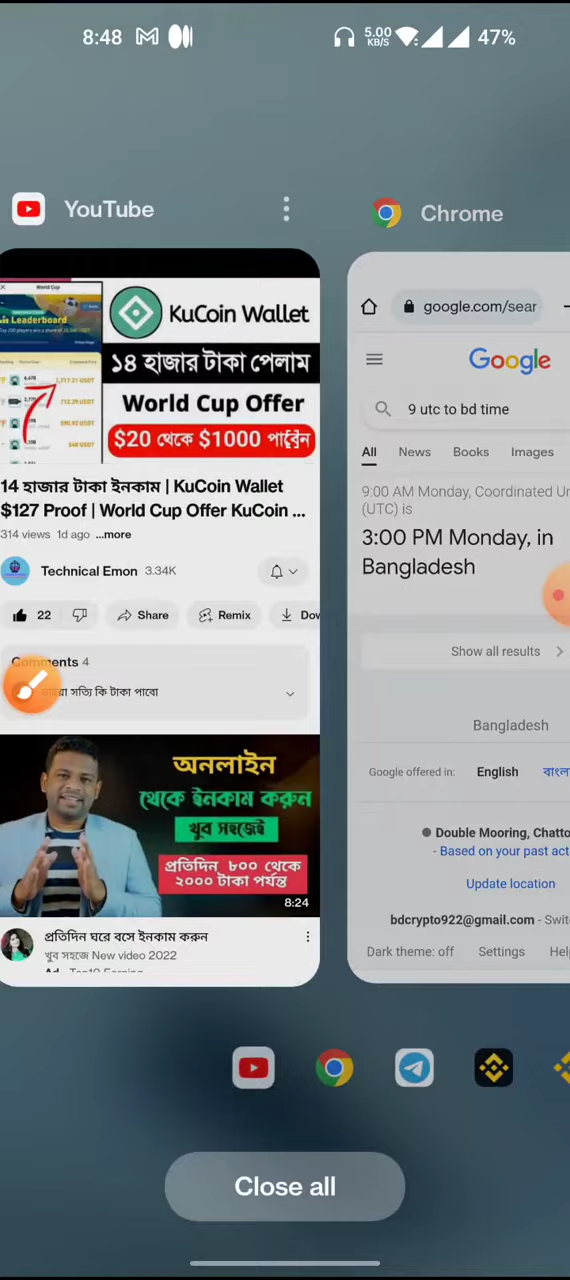 8:48
5.00
KB/S
47%
YouTube
Chrome
World Cup
Leaderboard
KuCoin Wallet
১৪ হাজার টাকা পেলাম
World Cup Offer
$20 থেকে $1000 পাবেন
14 হাজার টাকা ইনকাম | KuCoin Wallet
$127 Proof | World Cup Offer KuCoin ...
314 views 1d ago ...more
Technical Emon 3.34K
22
Share
Remix
Dow
Comments 4
সত্যি কি টাকা পাবো
অনলাইন
থেকে ইনকাম করুন
খুব সহজেই
প্রতিদিন ৮০০ থেকে
২০০০ টাকা পর্যন্ত
8:24
প্রতিদিন ঘরে বসে ইনকাম করুন
খুব সহজে New video 2022
google.com/sear
Google
9 utc to bd time
All News Books Images
9:00 AM Monday, Coordinated Un
(UTC) is
3:00 PM Monday, in
Bangladesh
Show all results
Bangladesh
Google offered in: English বাংলা
Double Mooring, Chatto
- Based on your past act
Update location
bdcrypto922@gmail.com - Switc
Dark theme: off Settings Help
Close all